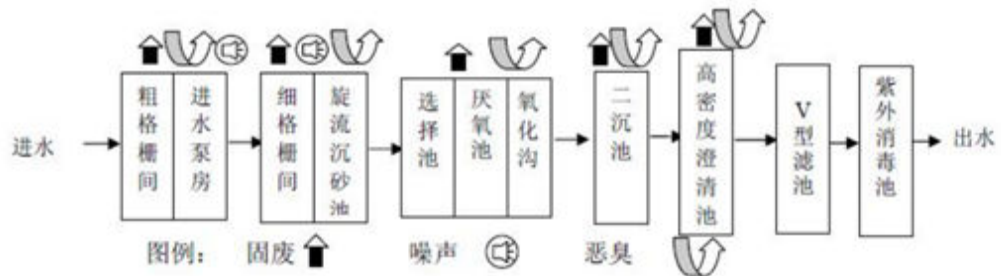 进水
粗格栅间
进水泵房
细格栅间
旋流沉砂池
选择池
厌氧池
氧化沟
二沉池
高密度澄清池
V型滤池
紫外消毒池
出水
图例： 固废 噪声 恶臭